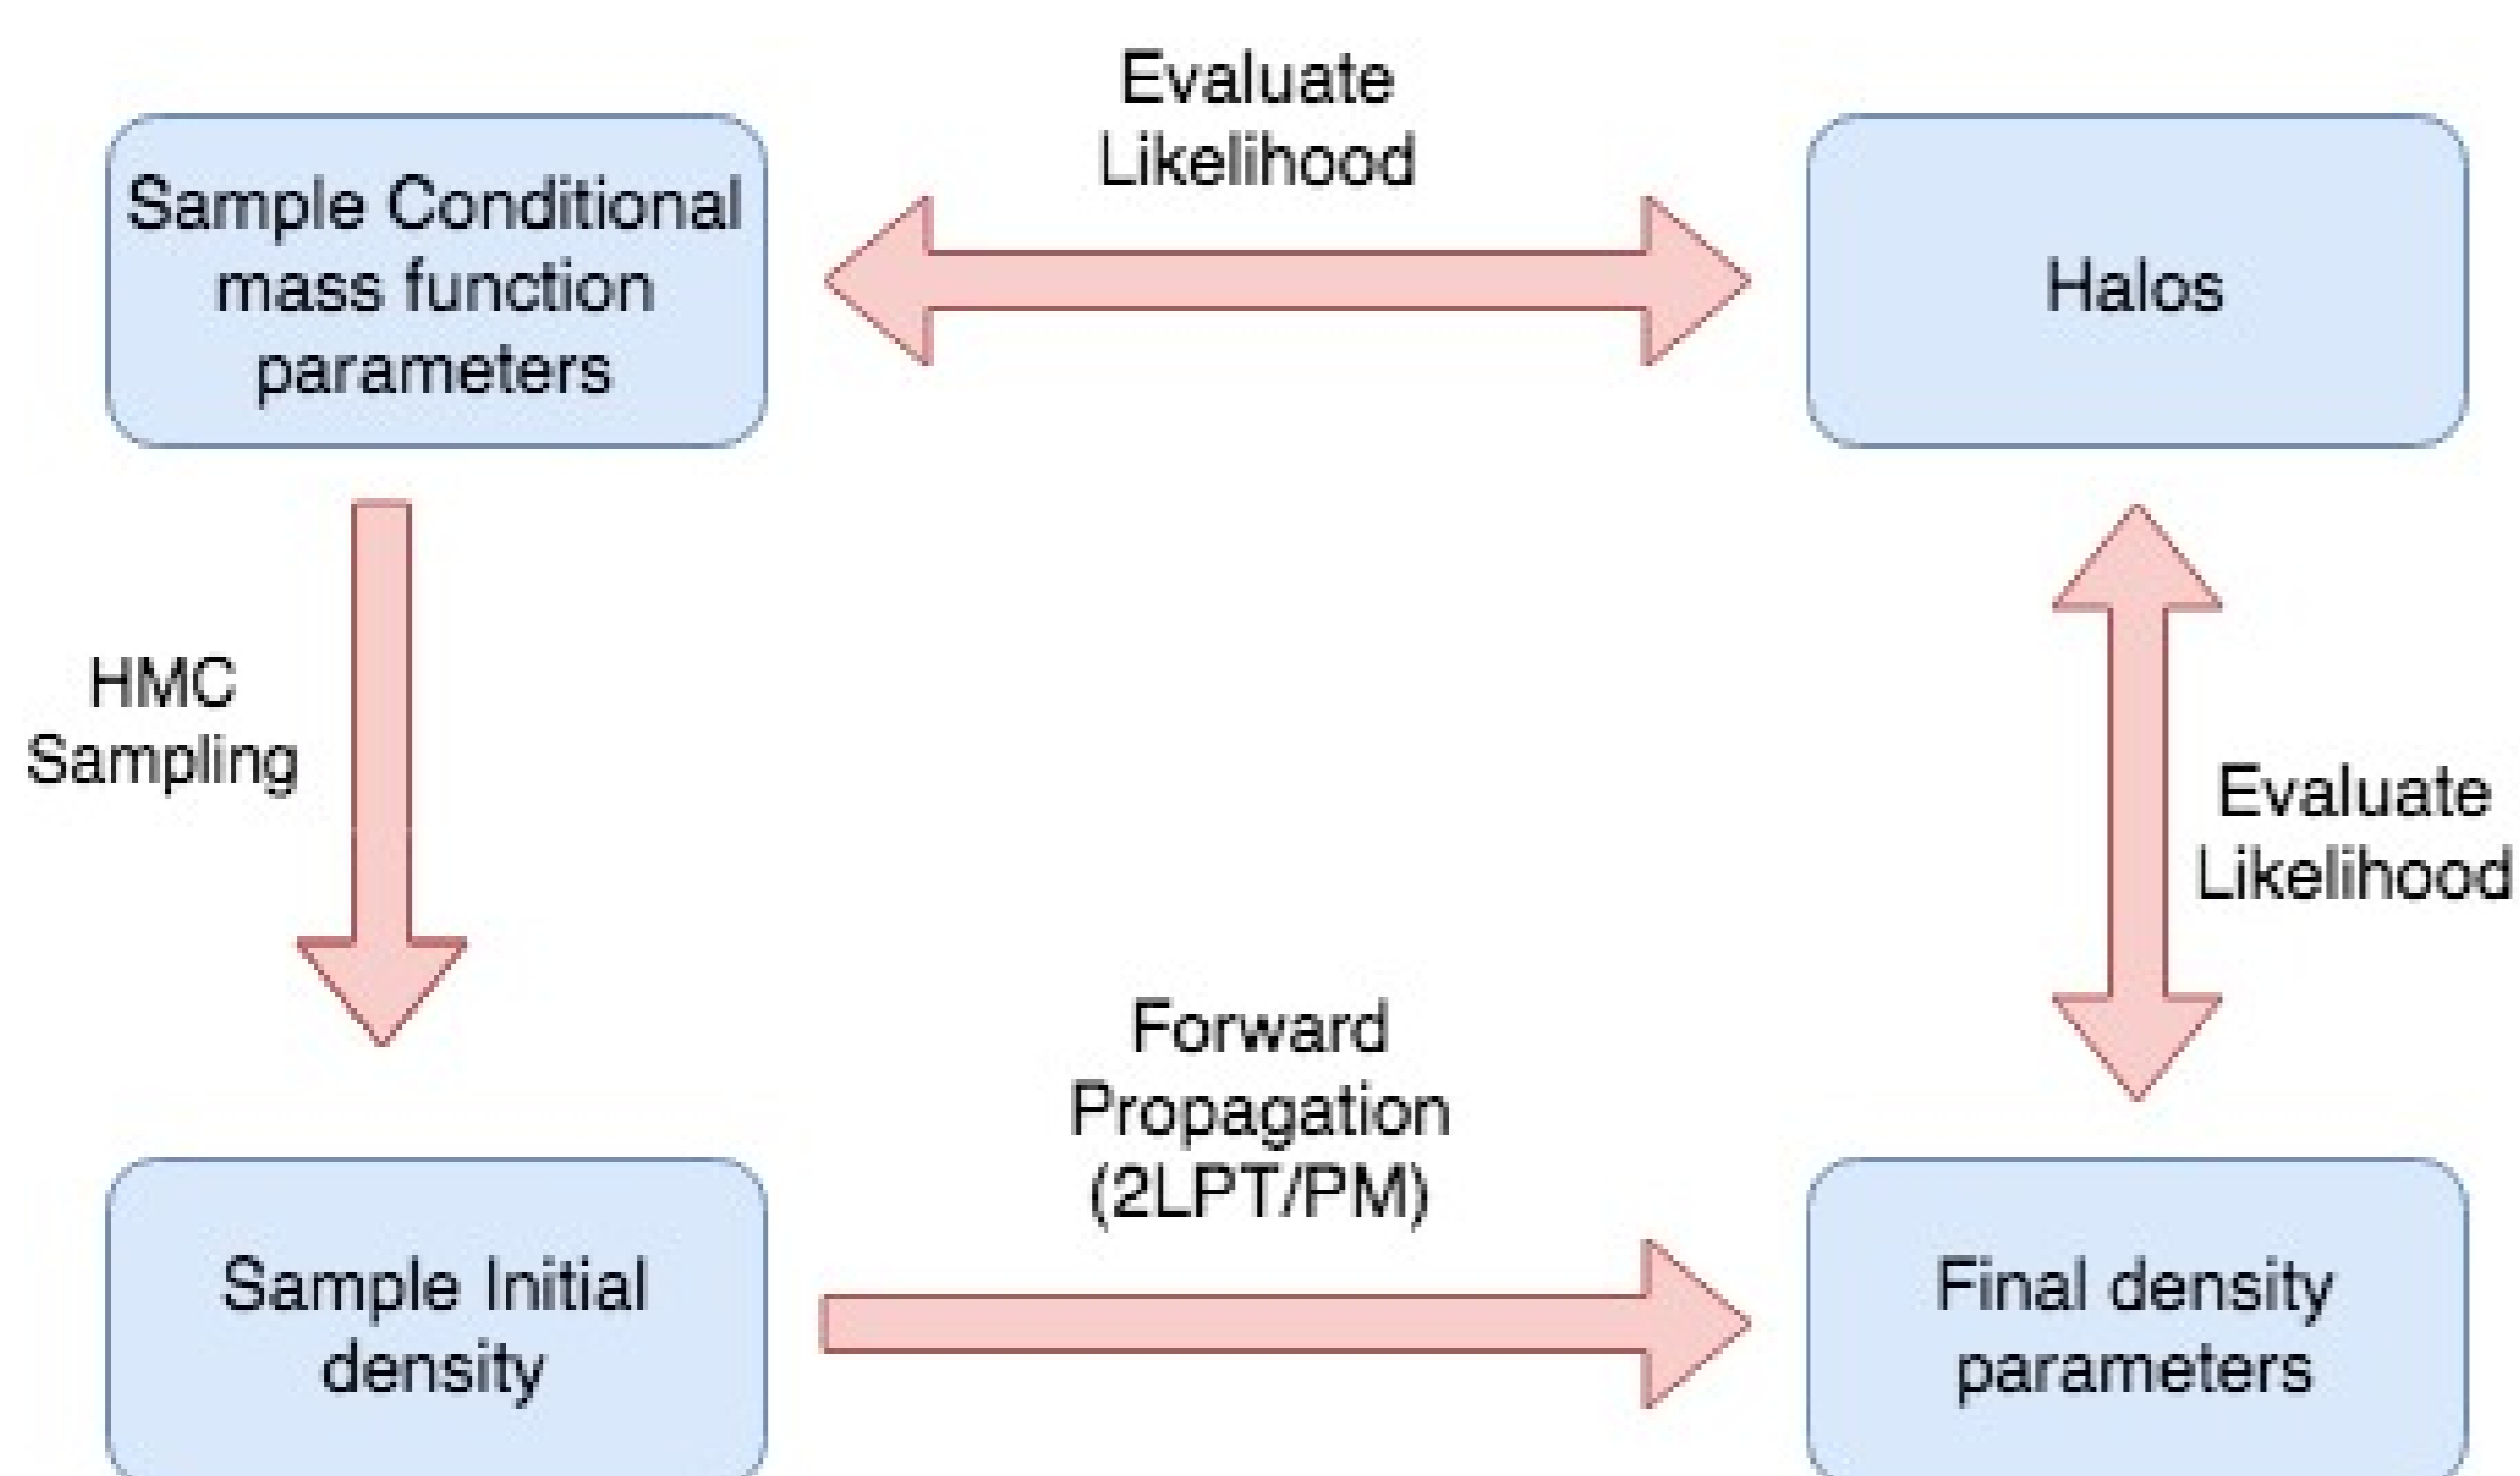 Evaluate
Likelihood
Sample Conditional
mass function
parameters
Halos
HMC
Sampling
Evaluate
Likelihood
Forward
Propagation
(2LPT/PM)
Sample Initial
density
Final density
parameters